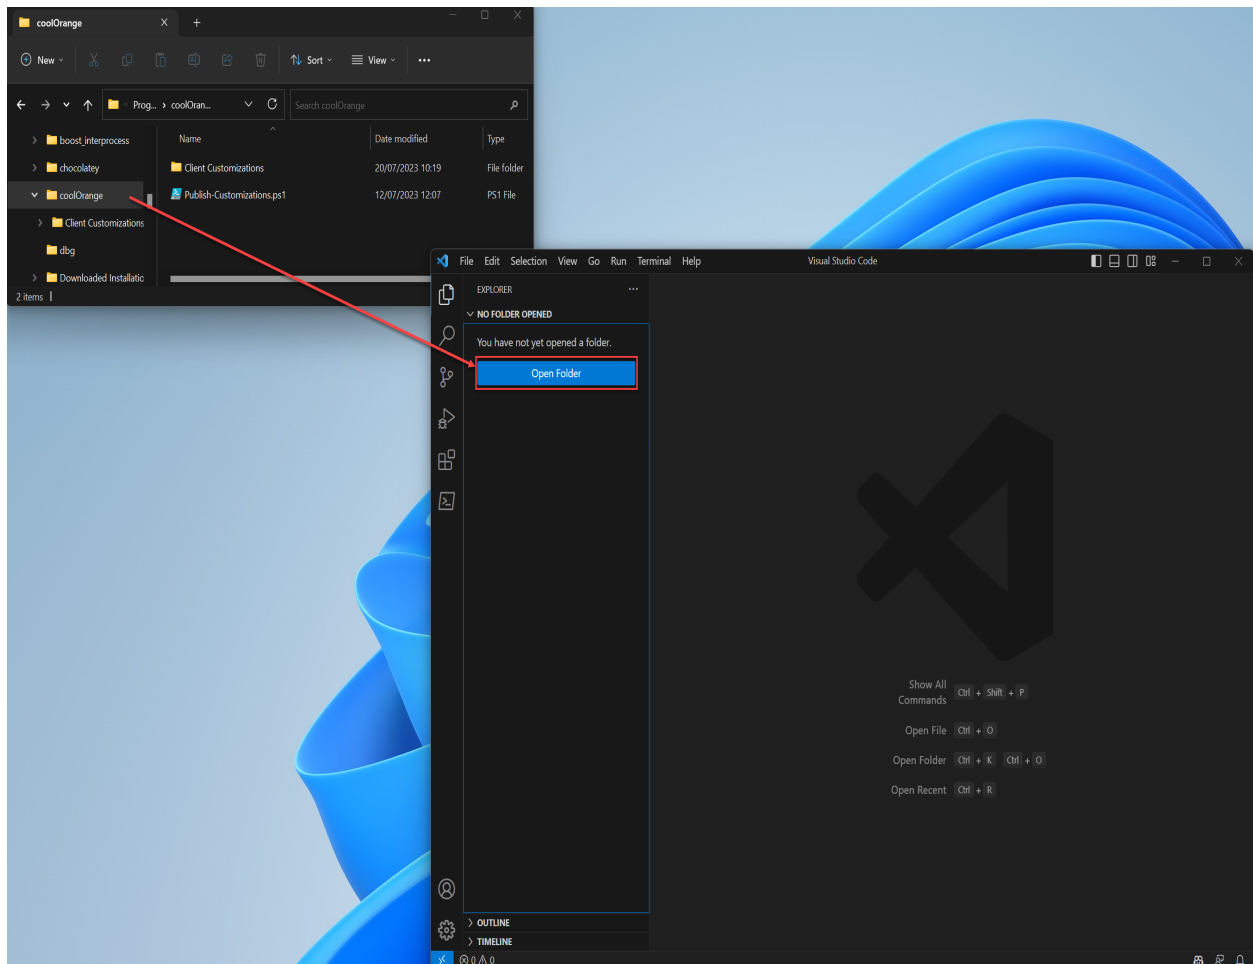 coolOrange
New
Sort
View
Prog... > coolOran...
Search coolOrange
boost_interprocess
chocolatey
coolOrange
Client Customizations
dbg
Downloaded Installatic
Name Date modified Type
Client Customizations 20/07/2023 10:19 File folder
Publish-Customizations.ps1 12/07/2023 12:07 PS1 File
2 items
File Edit Selection View Go Run Terminal Help
Visual Studio Code
EXPLORER
NO FOLDER OPENED
You have not yet opened a folder.
Open Folder
Show All
Commands
Ctrl + Shift + P
Open File Ctrl + O
Open Folder Ctrl + K Ctrl + O
Open Recent Ctrl + R
OUTLINE
TIMELINE
0 0